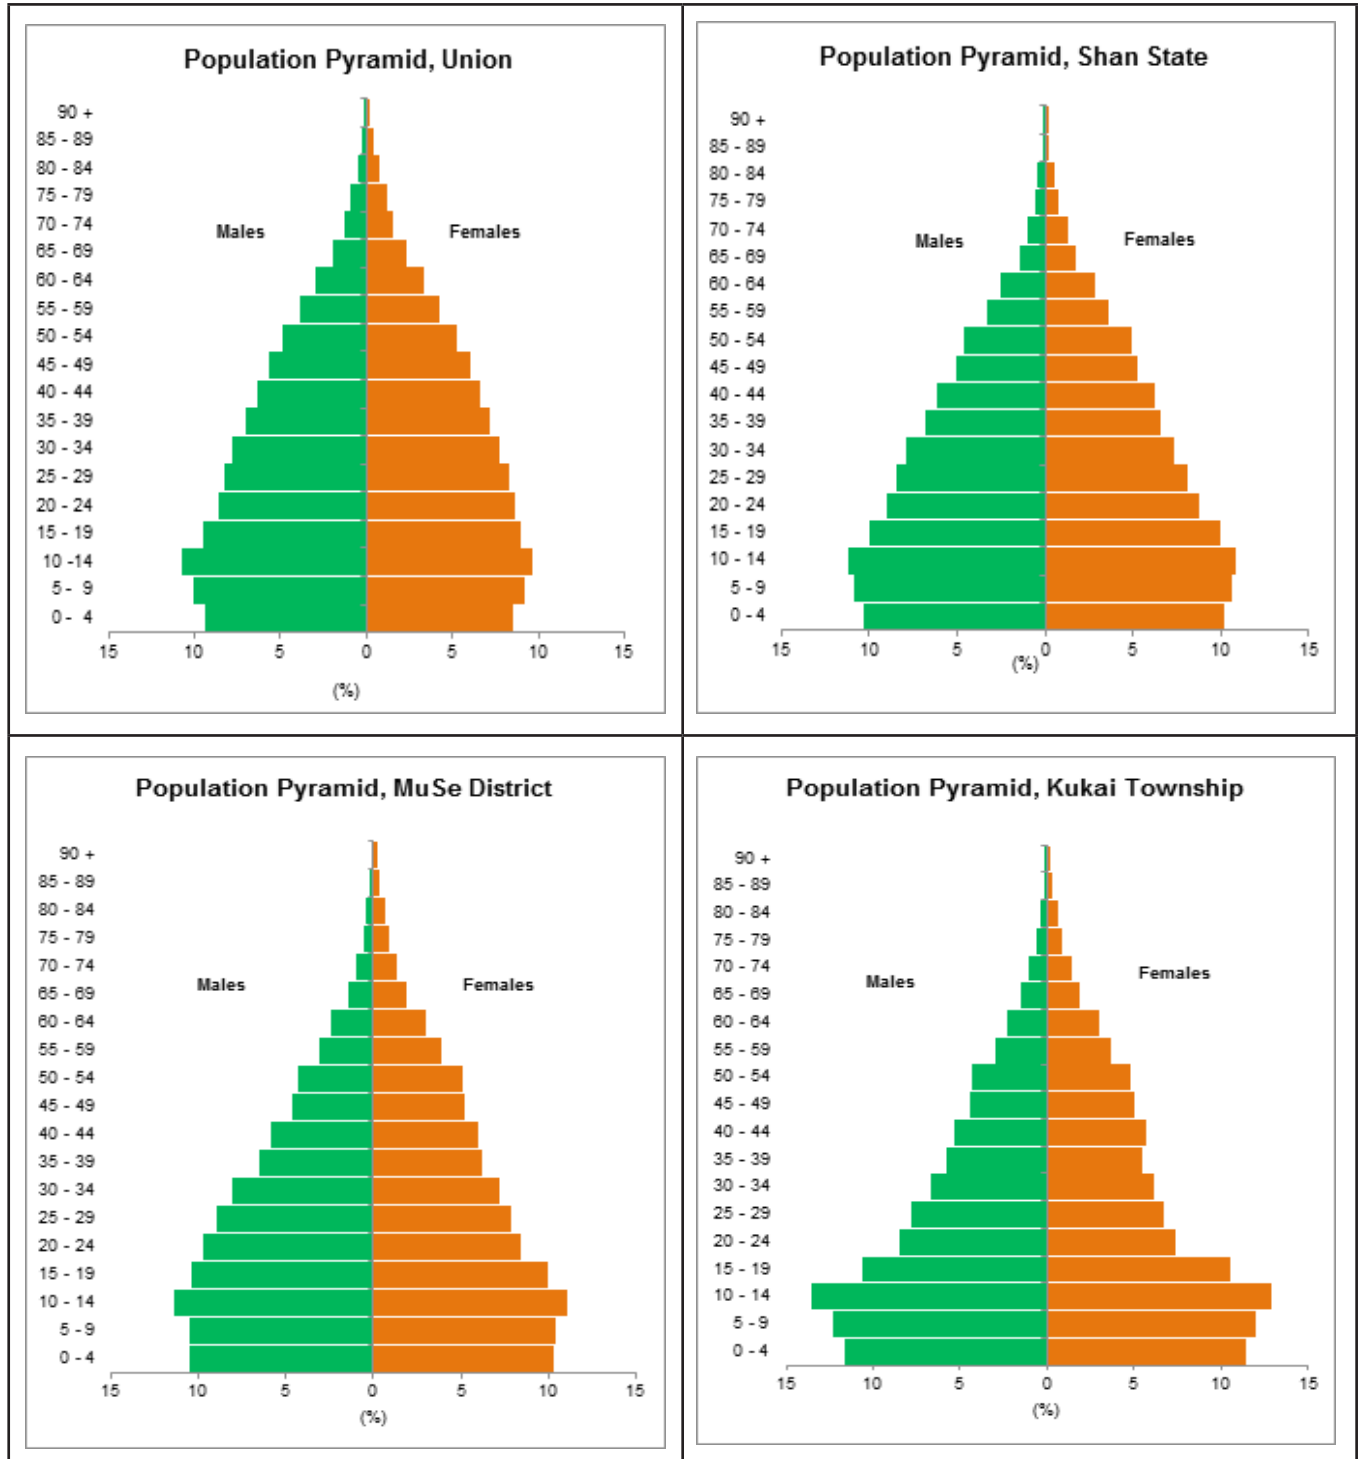 Population Pyramid, Union
90 +
85 - 89
80 - 84
75 - 79
70 - 74
65 - 69
60 - 64
55 - 59
50 - 54
45 - 49
40 - 44
35 - 39
30 - 34
25 - 29
20 - 24
15 - 19
10 -14
5 - 9
0 - 4
Males
Females
15 10 5 0 5 10 15
(%)
Population Pyramid, Shan State
90 +
85 - 89
80 - 84
75 - 79
70 - 74
65 - 69
60 - 64
55 - 59
50 - 54
45 - 49
40 - 44
35 - 39
30 - 34
25 - 29
20 - 24
15 - 19
10 - 14
5 - 9
0 - 4
Males
Females
15 10 5 0 5 10 15
(%)
Population Pyramid, MuSe District
90 +
85 - 89
80 - 84
75 - 79
70 - 74
65 - 69
60 - 64
55 - 59
50 - 54
45 - 49
40 - 44
35 - 39
30 - 34
25 - 29
20 - 24
15 - 19
10 - 14
5 - 9
0 - 4
Males
Females
15 10 5 0 5 10 15
(%)
Population Pyramid, Kukai Township
90 +
85 - 89
80 - 84
75 - 79
70 - 74
65 - 69
60 - 64
55 - 59
50 - 54
45 - 49
40 - 44
35 - 39
30 - 34
25 - 29
20 - 24
15 - 19
10 - 14
5 - 9
0 - 4
Males
Females
15 10 5 0 5 10 15
(%)